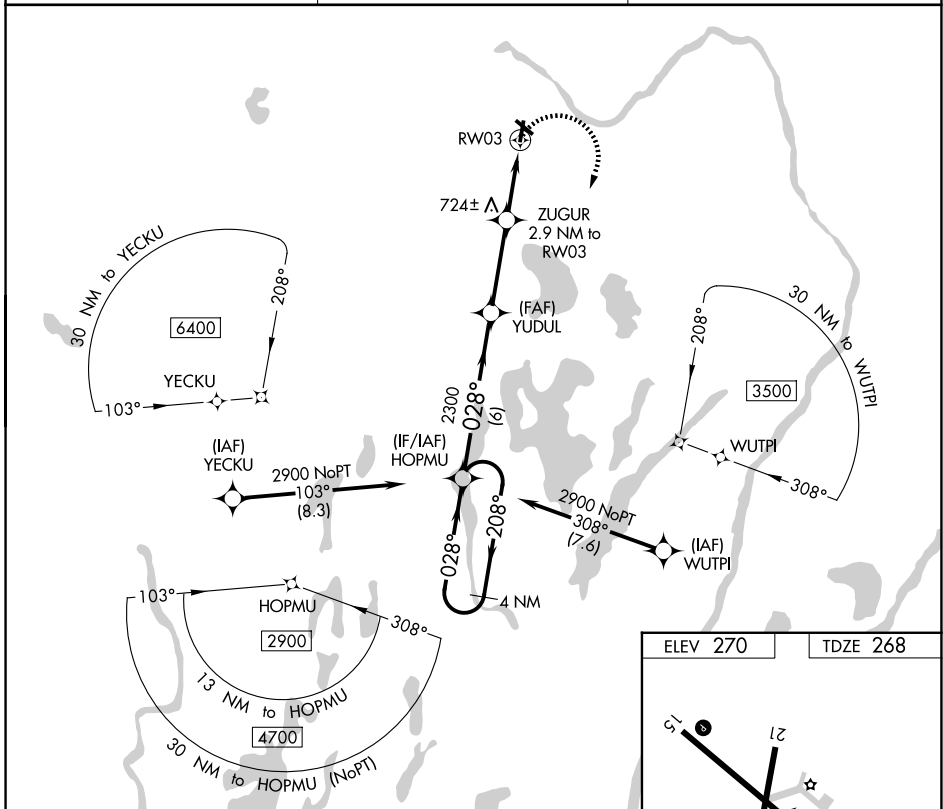 RW03
724±
ZUGUR
2.9 NM to
RW03
30 NM to YECKU
208°
6400
YECKU
103°
(FAF)
YUDUL
30 NM to WUTPI
208°
3500
WUTPI
308°
2300
028°
(6)
(IF/IAF)
HOPMU
(IAF)
YECKU
2900 NoPT
103°
(8.3)
2900 NoPT
308°
(7.6)
(IAF)
WUTPI
028°
208°
4 NM
103°
HOPMU
308°
2900
13 NM to HOPMU
4700
30 NM to HOPMU (NoPT)
ELEV 270
TDZE 268
15
P
21